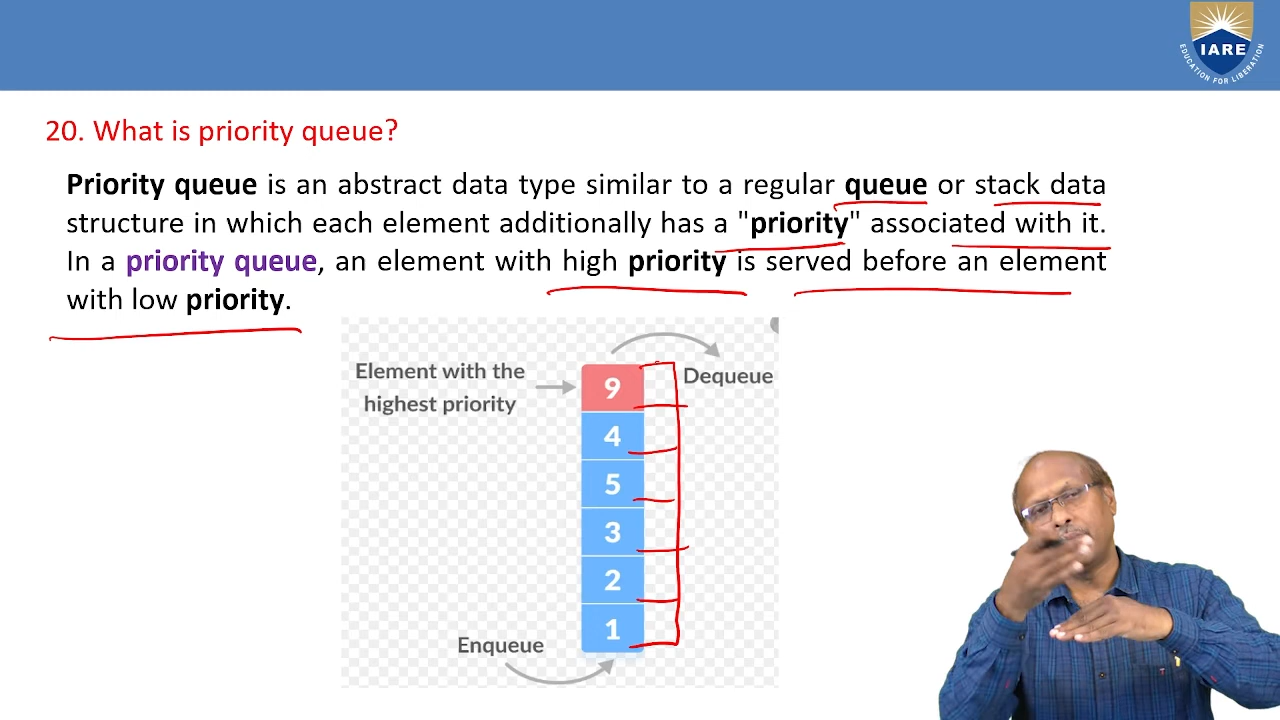 IARE
EDUCATION FOR LIBERATION
20. What is priority queue?
Priority queue is an abstract data type similar to a regular queue or stack data
structure in which each element additionally has a "priority" associated with it.
In a priority queue, an element with high priority is served before an element
with low priority.
Element with the
highest priority
9
Dequeue
4
5
3
2
1
Enqueue